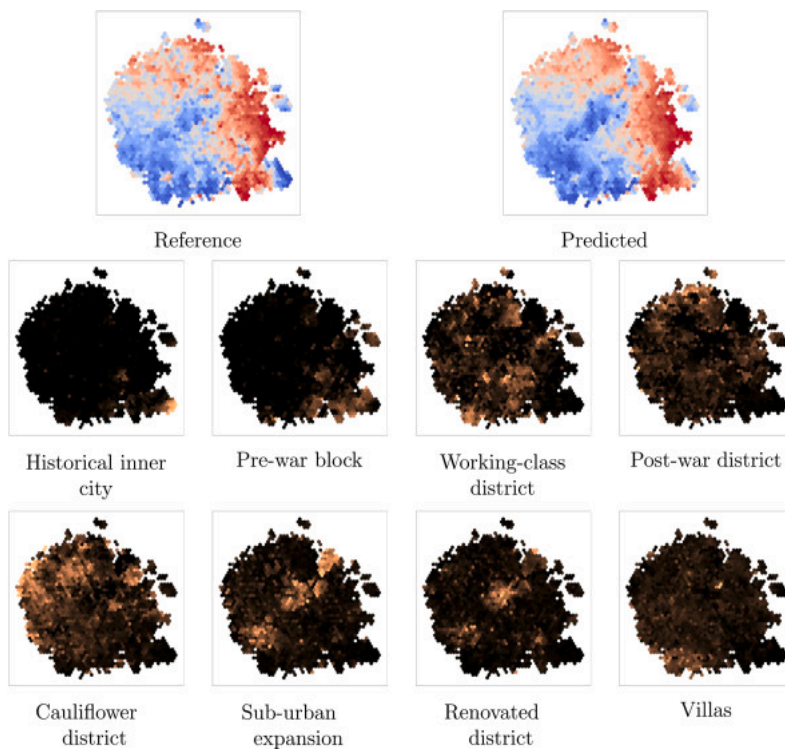 Reference
Predicted
Historical inner
city
Pre-war block
Working-class
district
Post-war district
Cauliflower
district
Sub-urban
expansion
Renovated
district
Villas